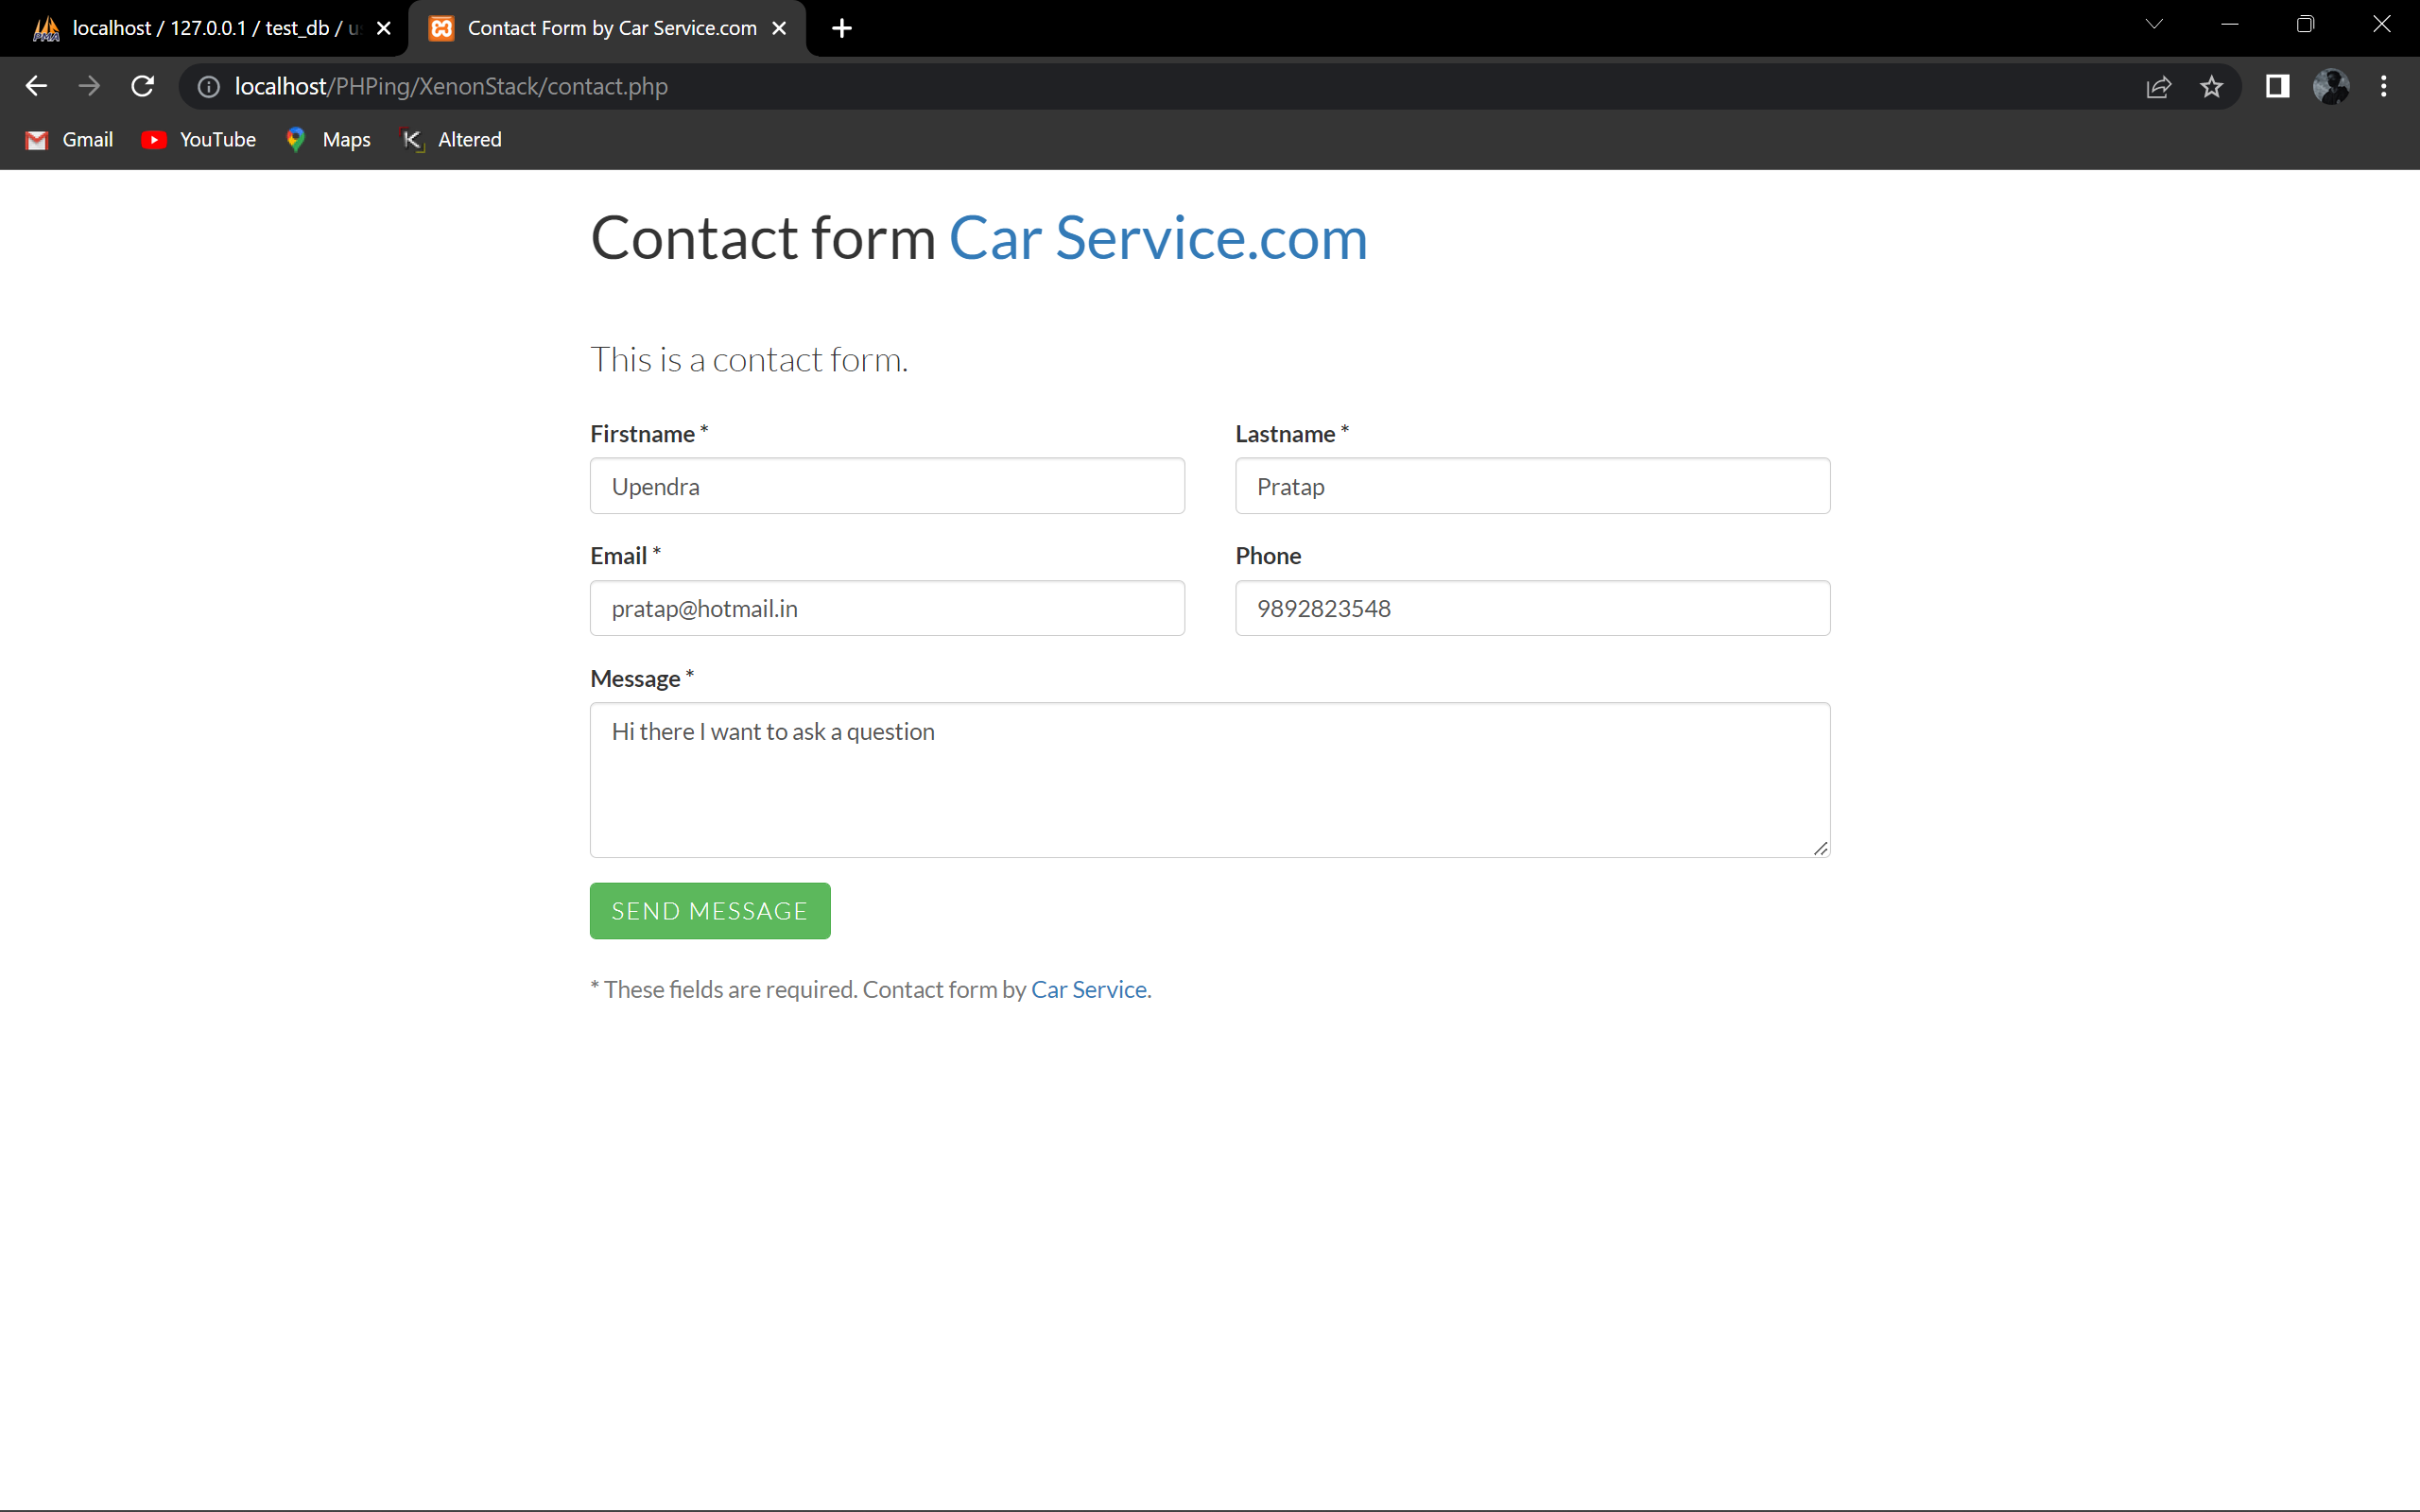 localhost / 127.0.0.1 / test_db /
Contact Form by Car Service.com
localhost/PHPing/XenonStack/contact.php
Gmail
YouTube
Maps
Altered
Contact form Car Service.com
This is a contact form.
Firstname *
Lastname *
Upendra
Pratap
Email *
Phone
pratap@hotmail.in
9892823548
Message *
Hi there I want to ask a question
SEND MESSAGE
* These fields are required. Contact form by Car Service.